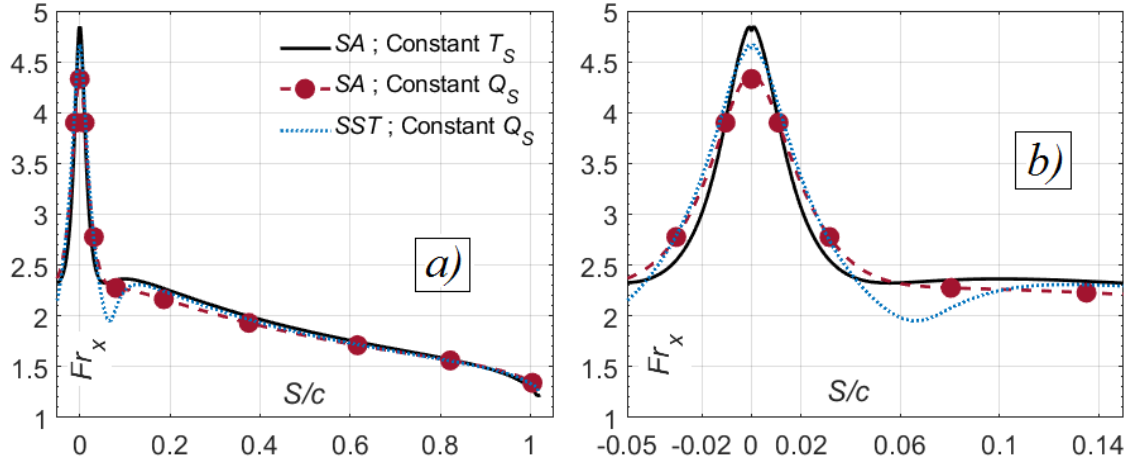 5
4.5
4
3.5
3
2.5
2
1.5
1
SA ; Constant T_S
SA ; Constant Q_S
SST ; Constant Q_S
a)
Fr_x
S/c
0 0.2 0.4 0.6 0.8 1
5
4.5
4
3.5
3
2.5
2
1.5
1
b)
Fr_x
S/c
-0.05 -0.02 0 0.02 0.06 0.1 0.14